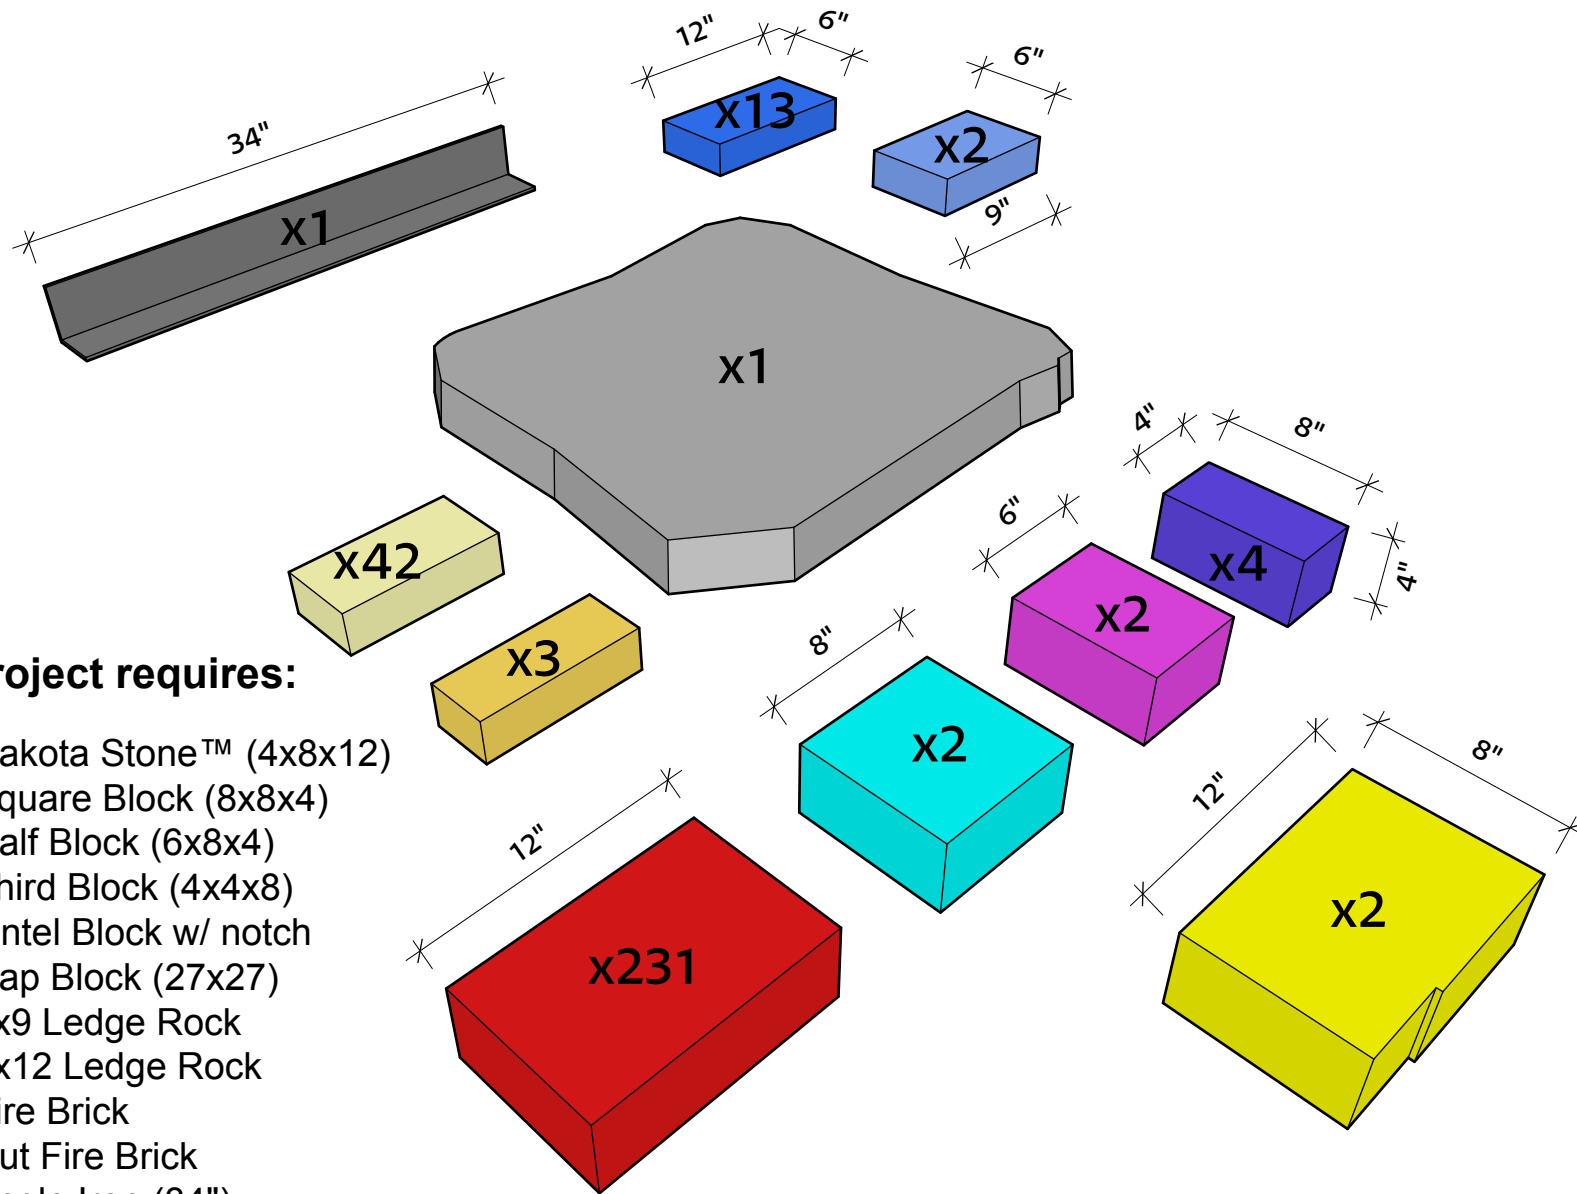 12"
6"
6"
34"
x13
x2
9"
x1
x1
4"
8"
6"
x42
x4
4"
8"
x2
x3
x2
8"
12"
12"
x2
x231
roject requires:
akota Stone™ (4x8x12)
quare Block (8x8x4)
alf Block (6x8x4)
hird Block (4x4x8)
intel Block w/ notch
ap Block (27x27)
x9 Ledge Rock
x12 Ledge Rock
ire Brick
ut Fire Brick